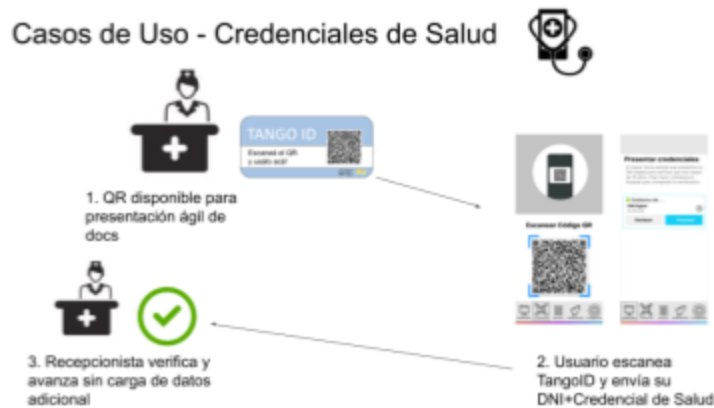 Casos de Uso - Credenciales de Salud
TANGO ID
Escaneá el QR
y usalo acá!
1. QR disponible para
presentación ágil de
docs
Escanear Código QR
Presentar credenciales
3. Recepcionista verifica y
avanza sin carga de datos
adicional
2. Usuario escanea
TangoID y envía su
DNI+Credencial de Salud